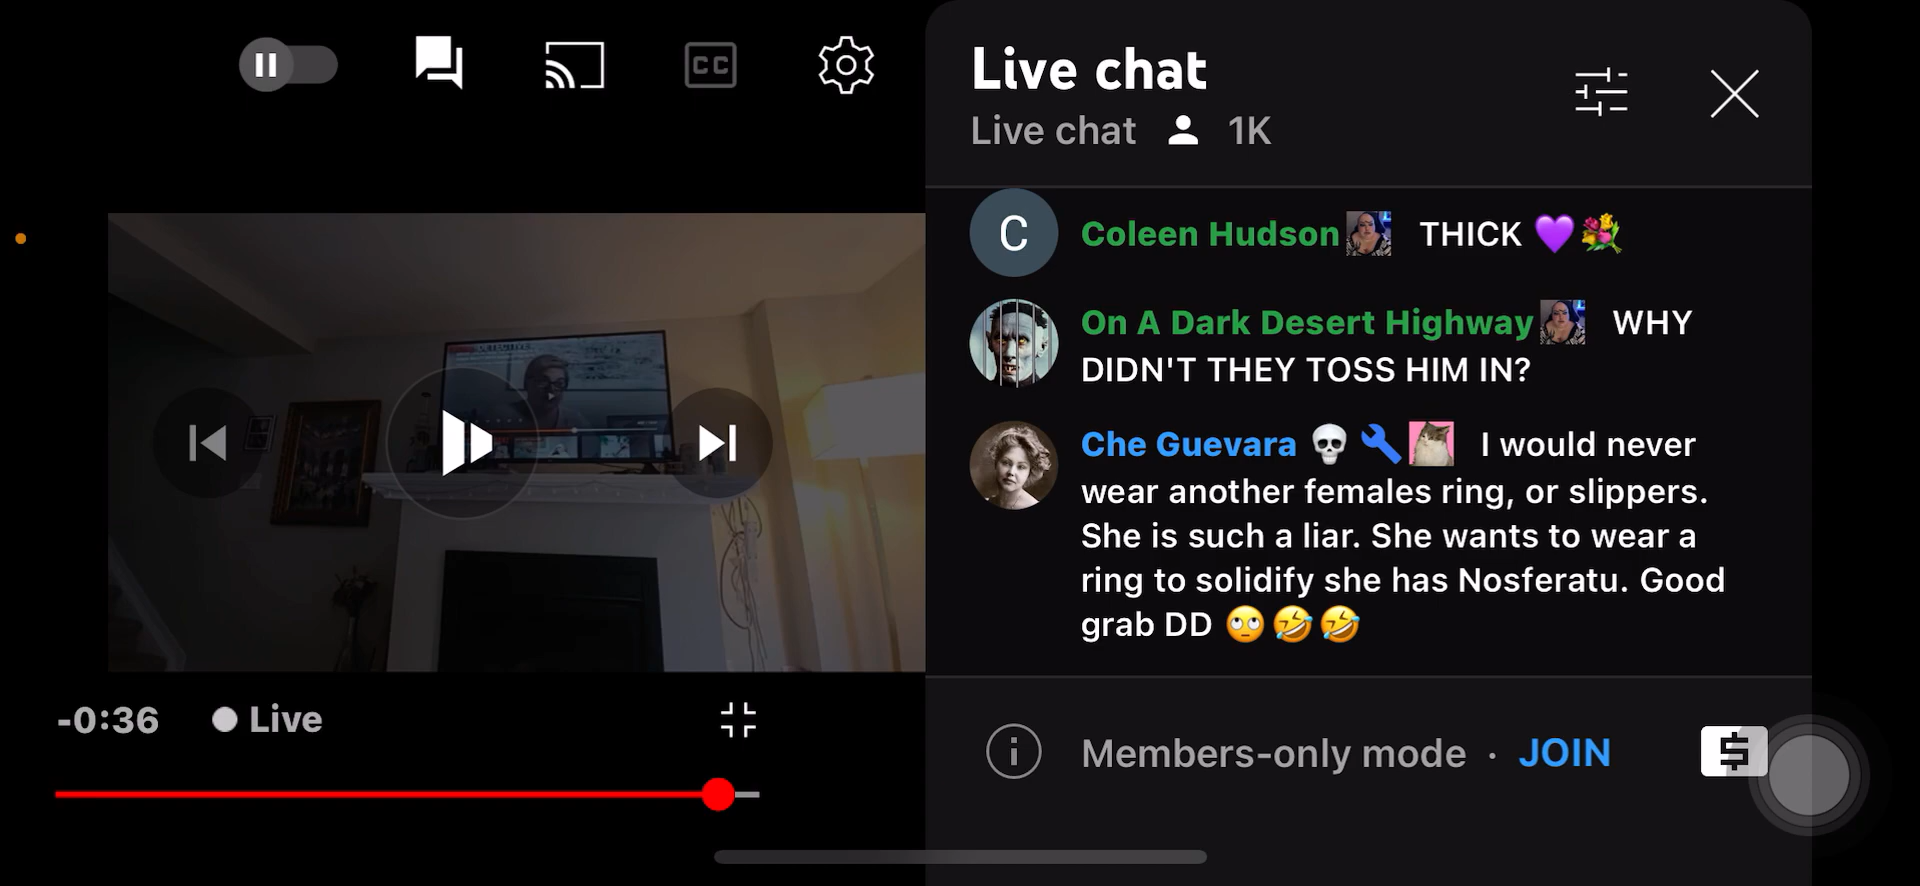 CC
Live chat
Live chat 1K
C
Coleen Hudson THICK 💜💐
On A Dark Desert Highway WHY
DIDN'T THEY TOSS HIM IN?
Che Guevara 💀 I would never
wear another females ring, or slippers.
She is such a liar. She wants to wear a
ring to solidify she has Nosferatu. Good
grab DD 🙄🤣🤣
-0:36 Live
Members-only mode · JOIN
$